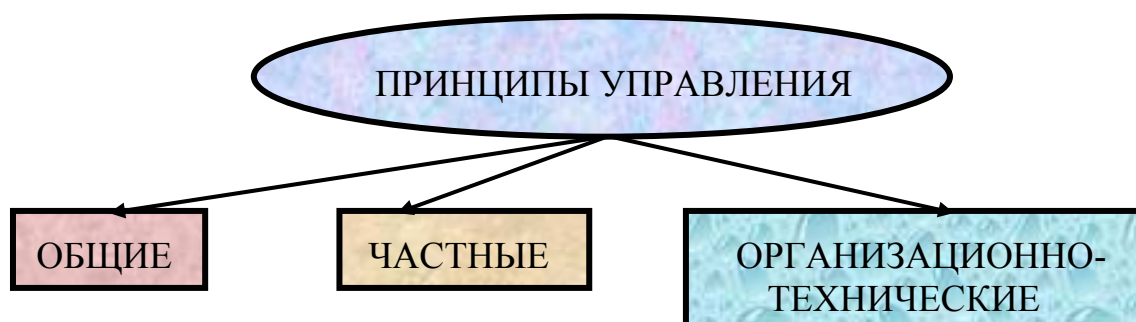 ПРИНЦИПЫ УПРАВЛЕНИЯ
ОБЩИЕ
ЧАСТНЫЕ
ОРГАНИЗАЦИОННО-
ТЕХНИЧЕСКИЕ